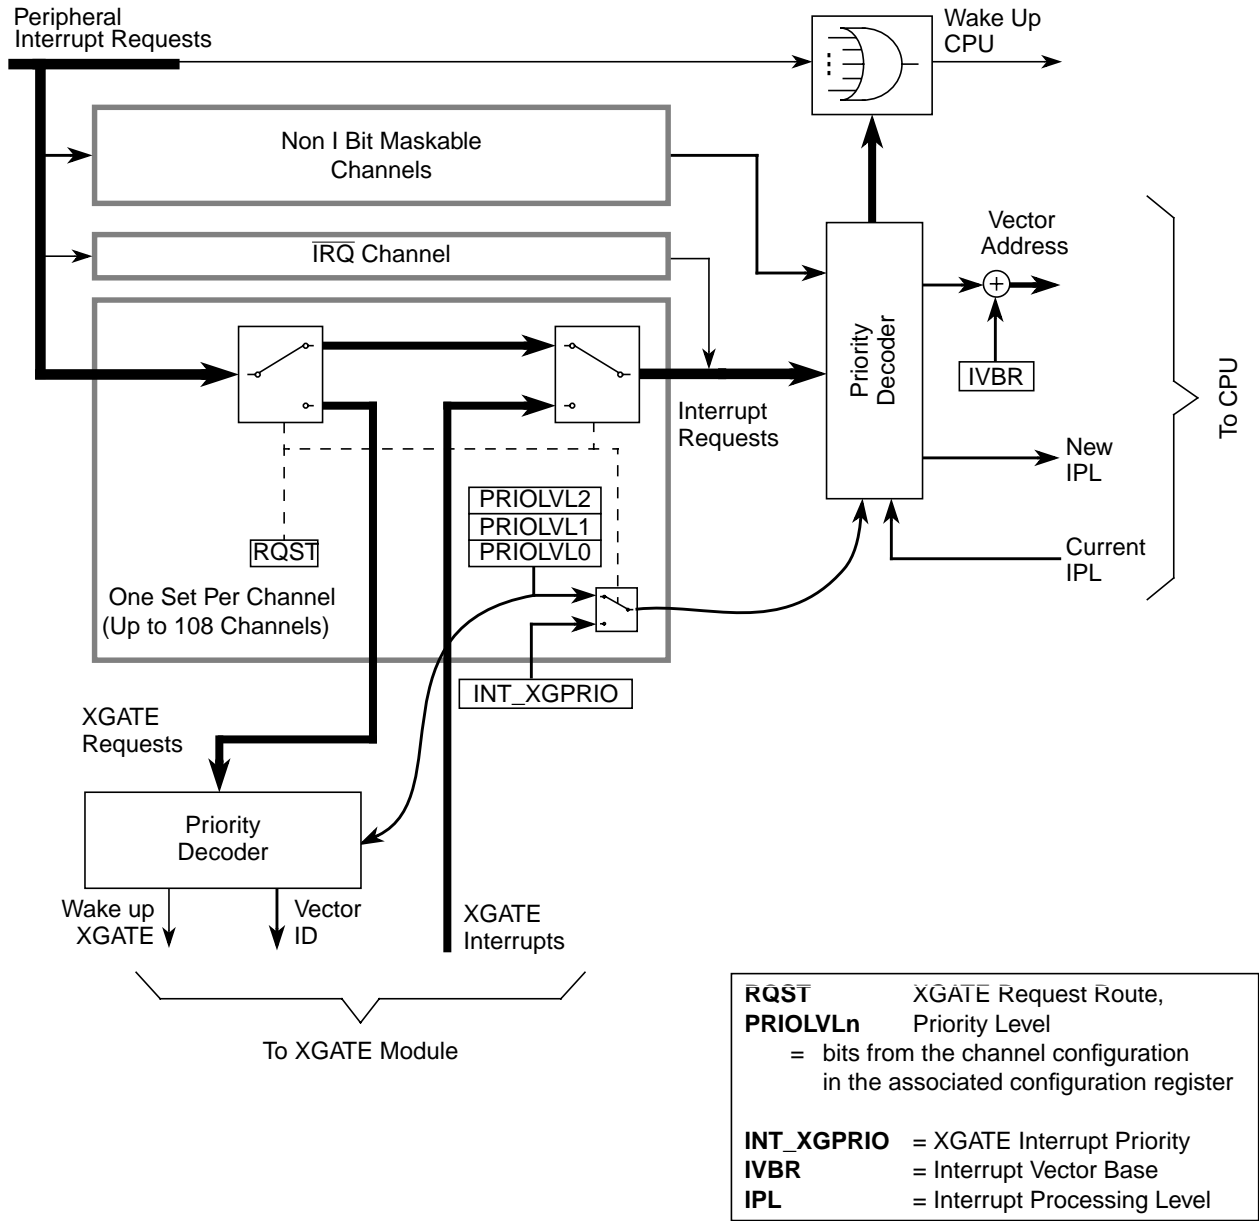 Peripheral
Interrupt Requests
Wake Up
CPU
Non I Bit Maskable
Channels
IRQ Channel
Vector
Address
Priority
Decoder
IVBR
To CPU
Interrupt
Requests
New
IPL
PRIOLVL2
PRIOLVL1
PRIOLVL0
RQST
Current
IPL
One Set Per Channel
(Up to 108 Channels)
INT_XGPRIO
XGATE
Requests
Priority
Decoder
Wake up
XGATE
Vector
ID
XGATE
Interrupts
To XGATE Module
RQST XGATE Request Route,
PRIOLVLn Priority Level
= bits from the channel configuration
in the associated configuration register
INT_XGPRIO = XGATE Interrupt Priority
IVBR = Interrupt Vector Base
IPL = Interrupt Processing Level